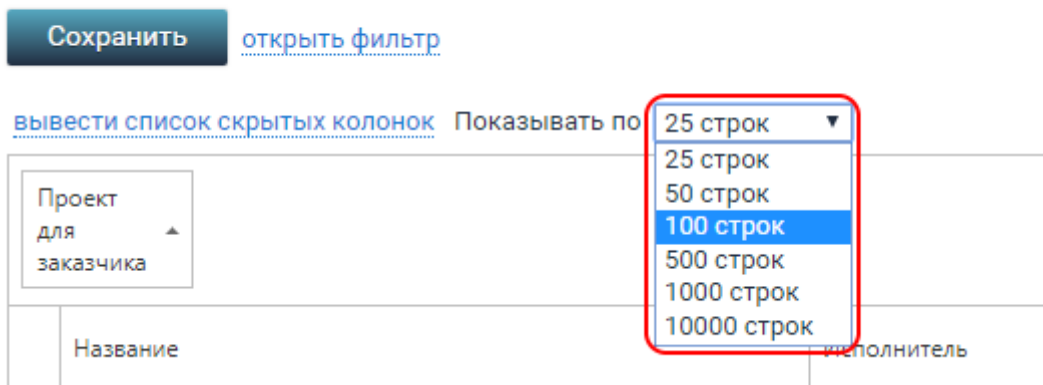 Сохранить открыть фильтр
вывести список скрытых колонок Показывать по 25 строк
25 строк
50 строк
100 строк
500 строк
1000 строк
10000 строк
Проект
для
заказчика
Название
Исполнитель